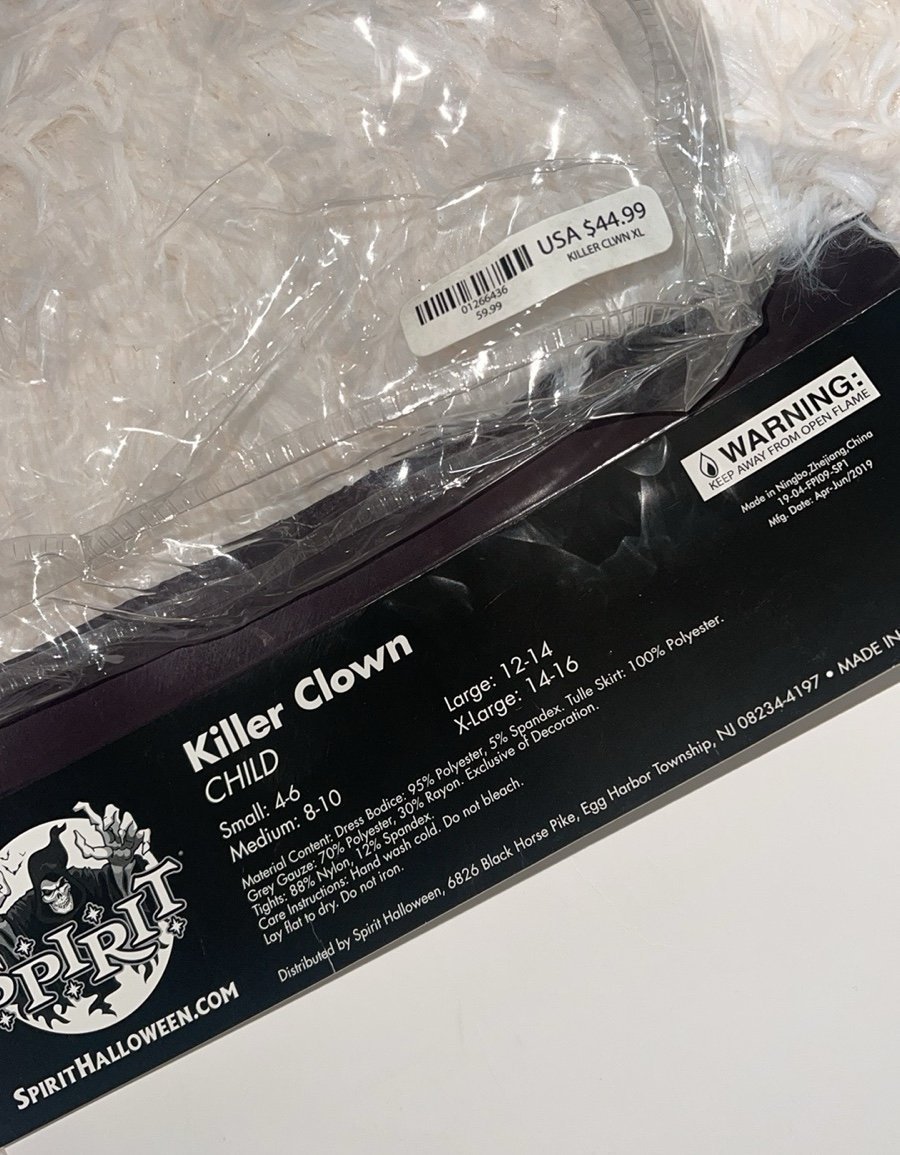 USA $44.99
KILLER CLWN XL
01266436
59.99
WARNING:
KEEP AWAY FROM OPEN FLAME
Made in Ningbo,Zhejiang,China
19-04-FPI09-SP1
Mfg. Date: Apr-Jun/2019
Killer Clown
CHILD
Small: 4-6
Medium: 8-10
Large: 12-14
X-Large: 14-16
Material Content: Dress Bodice: 95% Polyester, 5% Spandex. Tulle Skirt: 100% Polyester.
Grey Gauze: 70% Polyester, 30% Rayon. Exclusive of Decoration.
Tights: 88% Nylon, 12% Spandex.
Care Instructions: Hand wash cold. Do not bleach.
Lay flat to dry. Do not iron.
Distributed by Spirit Halloween, 6826 Black Horse Pike, Egg Harbor Township, NJ 08234-4197 • MADE IN
SPIRIT
SPIRITHALLOWEEN.COM